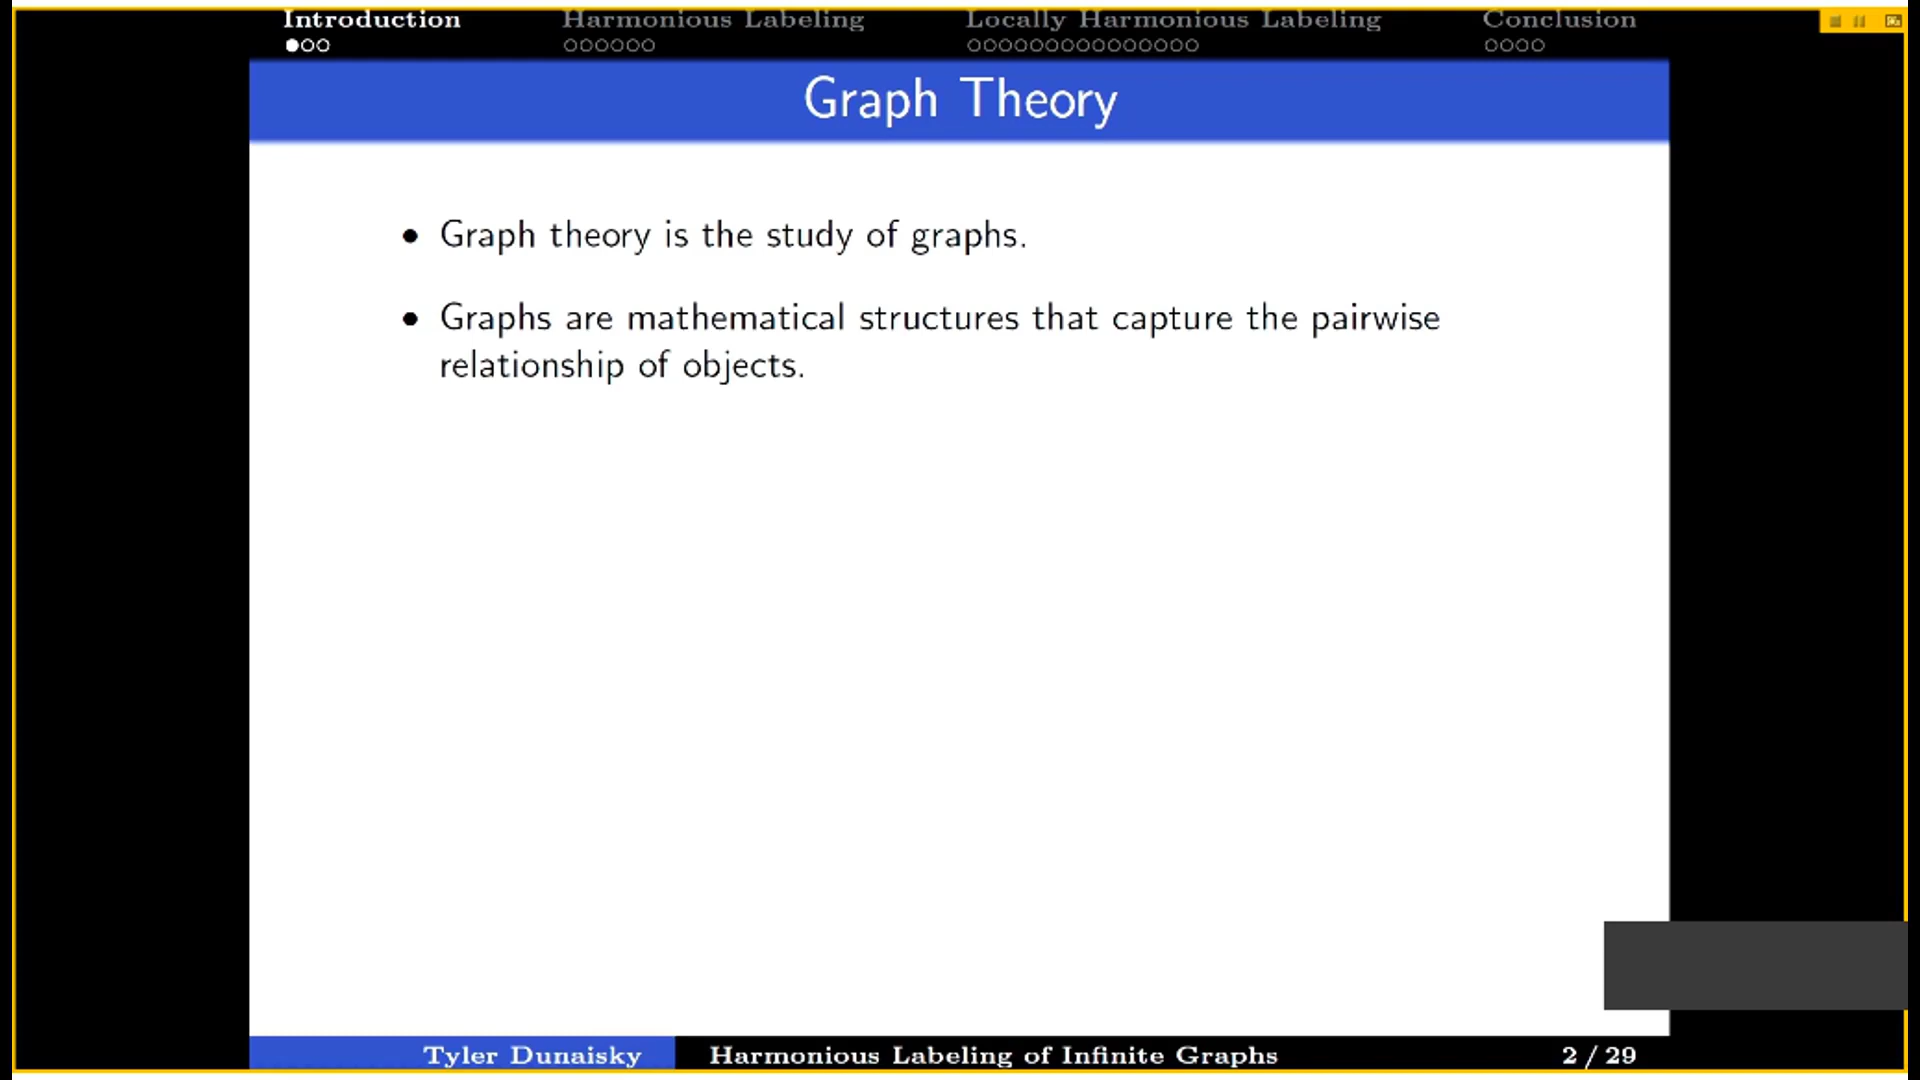 Introduction Harmonious Labeling Locally Harmonious Labeling Conclusion
Graph Theory
• Graph theory is the study of graphs.
• Graphs are mathematical structures that capture the pairwise
relationship of objects.
Tyler Dunaisky Harmonious Labeling of Infinite Graphs 2 / 29